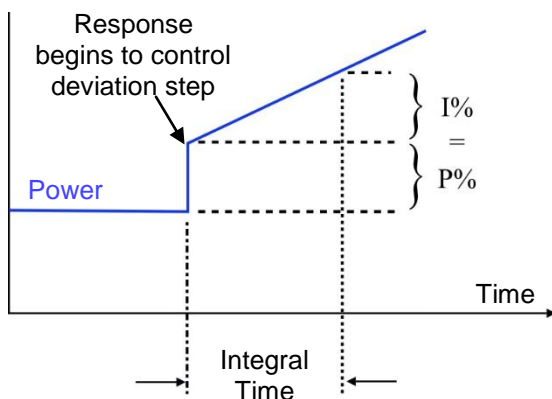 Response
begins to control
deviation step
Power
I%
=
P%
Time
Integral
Time